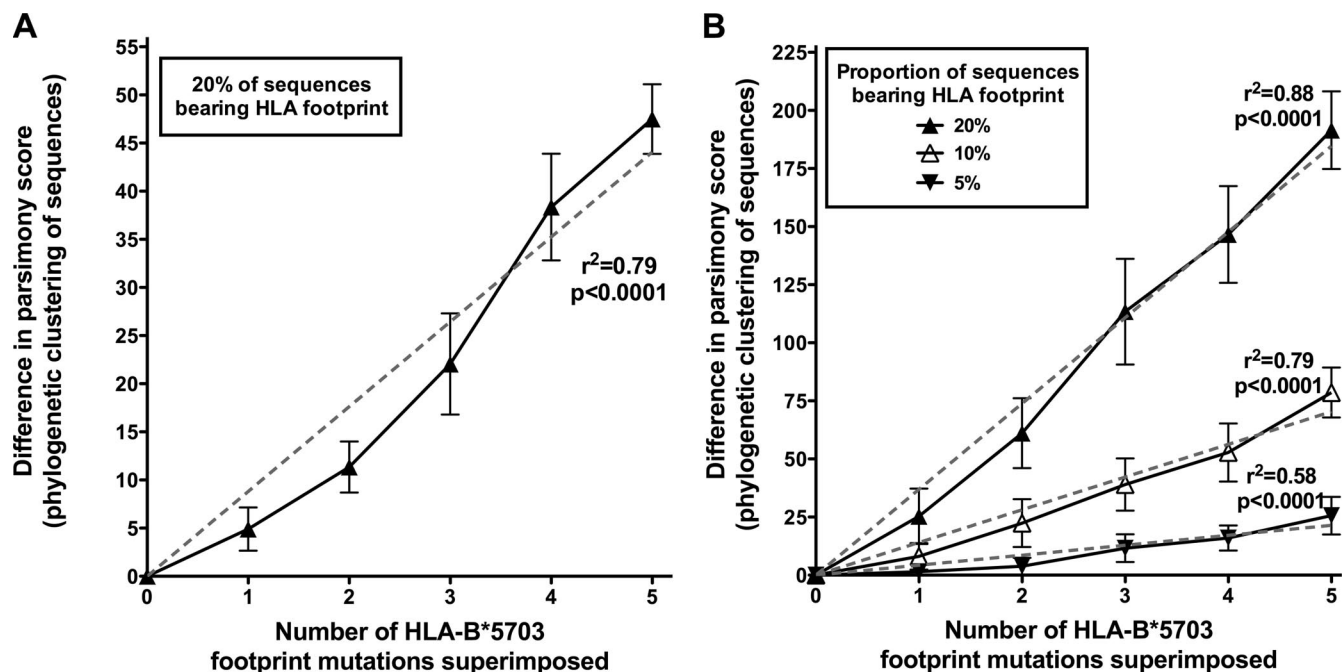 A
55
50
45
40
35
30
25
20
15
10
5
0
Difference in parsimony score
(phylogenetic clustering of sequences)
20% of sequences
bearing HLA footprint
r²=0.79
p<0.0001
0 1 2 3 4 5
Number of HLA-B*5703
footprint mutations superimposed
B
225
200
175
150
125
100
75
50
25
0
Difference in parsimony score
(phylogenetic clustering of sequences)
Proportion of sequences
bearing HLA footprint
20%
10%
5%
r²=0.88
p<0.0001
r²=0.79
p<0.0001
r²=0.58
p<0.0001
0 1 2 3 4 5
Number of HLA-B*5703
footprint mutations superimposed